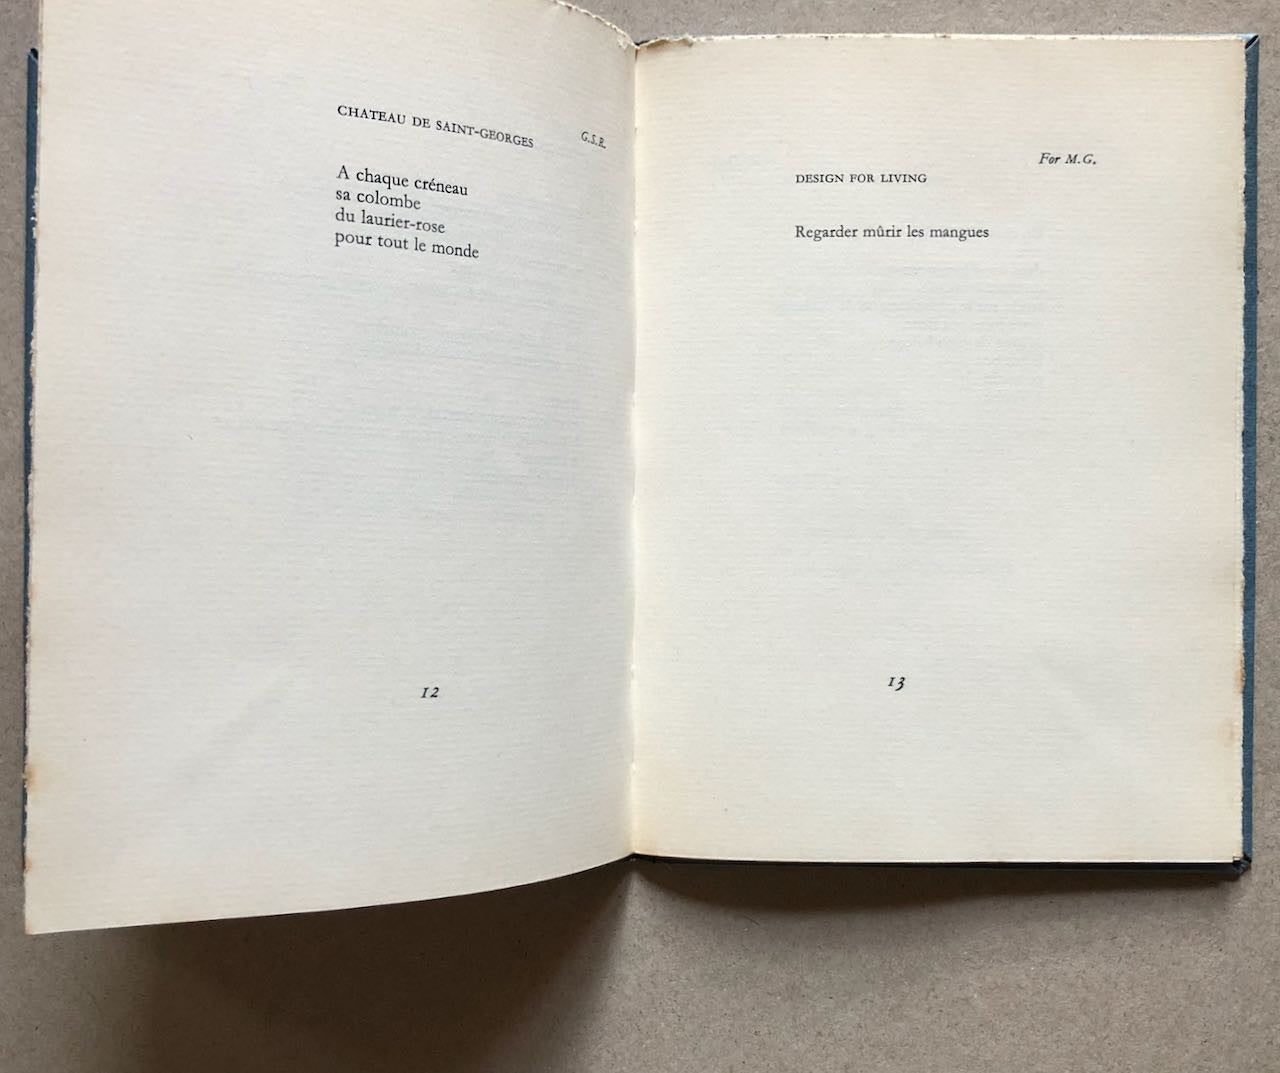 CHATEAU DE SAINT-GEORGES
G.S.R.
A chaque créneau
sa colombe
du laurier-rose
pour tout le monde
12
For M.G.
DESIGN FOR LIVING
Regarder mûrir les mangues
13